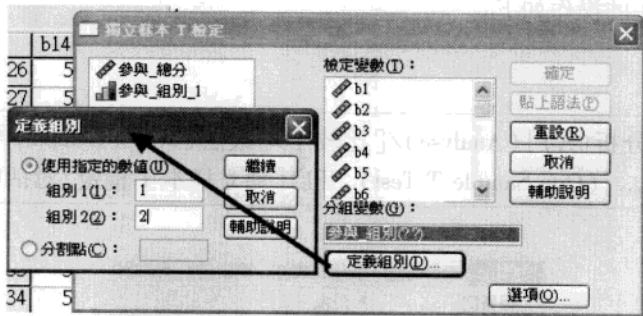 b14
獨立樣本 T 檢定
26 5
27 5
參與_總分
參與_組別_1
檢定變數(T)：
b1
b2
b3
b4
b5
b6
分組變數(G)：
參與_組別(? ?)
定義組別(D)...
確定
貼上語法(P)
重設(R)
取消
輔助說明
選項(O)...
定義組別
使用指定的數值(U)
組別 1(1)： 1
組別 2(2)： 2
分割點(C)：
繼續
取消
輔助說明
34 5